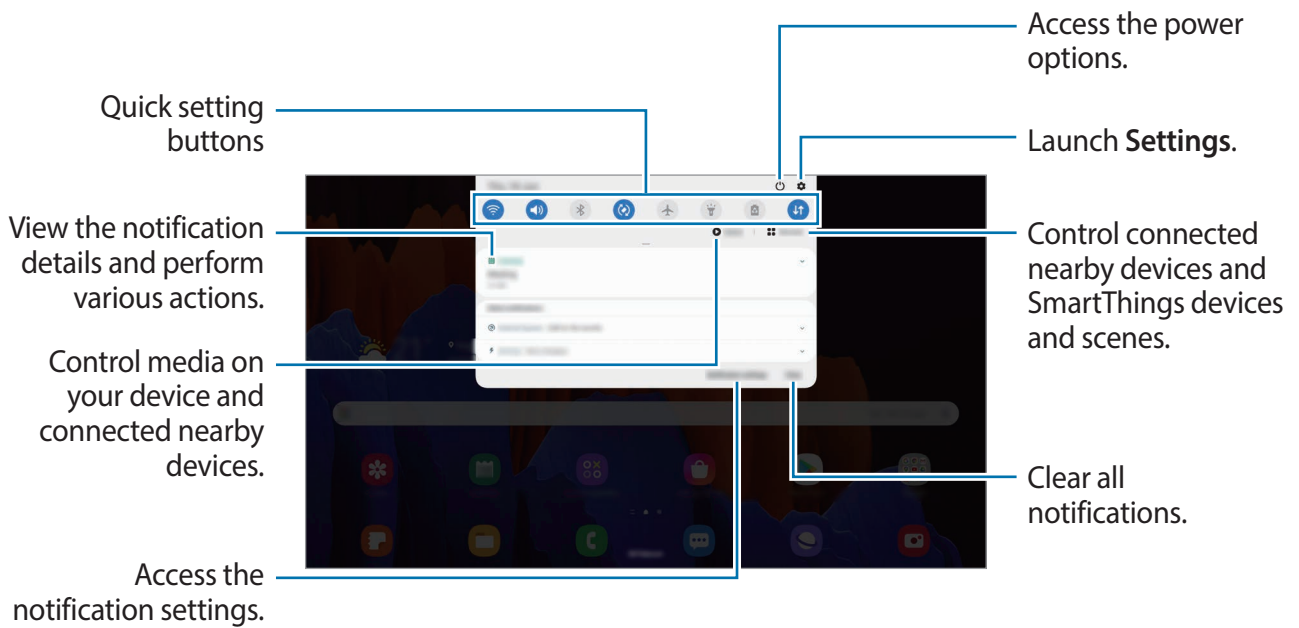 Access the power
options.
Quick setting
buttons
Launch Settings.
View the notification
details and perform
various actions.
Control connected
nearby devices and
SmartThings devices
and scenes.
Control media on
your device and
connected nearby
devices.
Clear all
notifications.
Access the
notification settings.